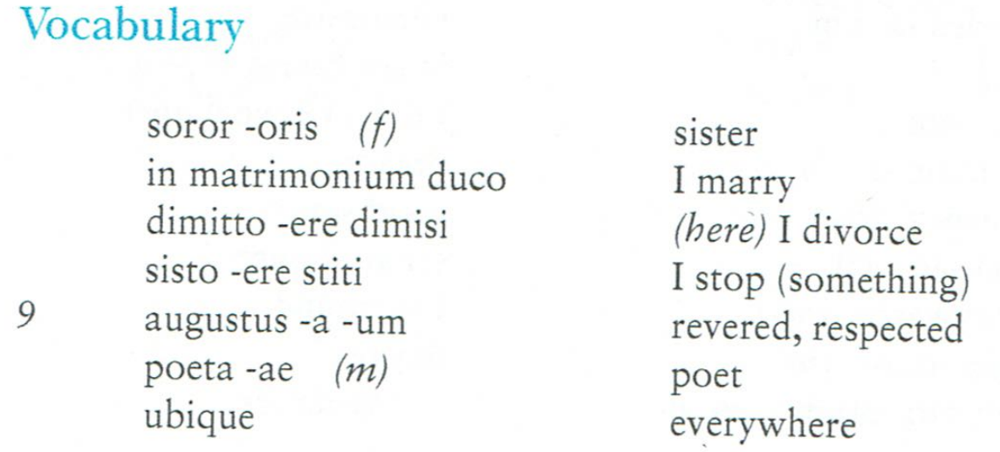 Vocabulary
soror -oris (f) sister
in matrimonium duco I marry
dimitto -ere dimisi (here) I divorce
sisto -ere stiti I stop (something)
9 augustus -a -um revered, respected
poeta -ae (m) poet
ubique everywhere